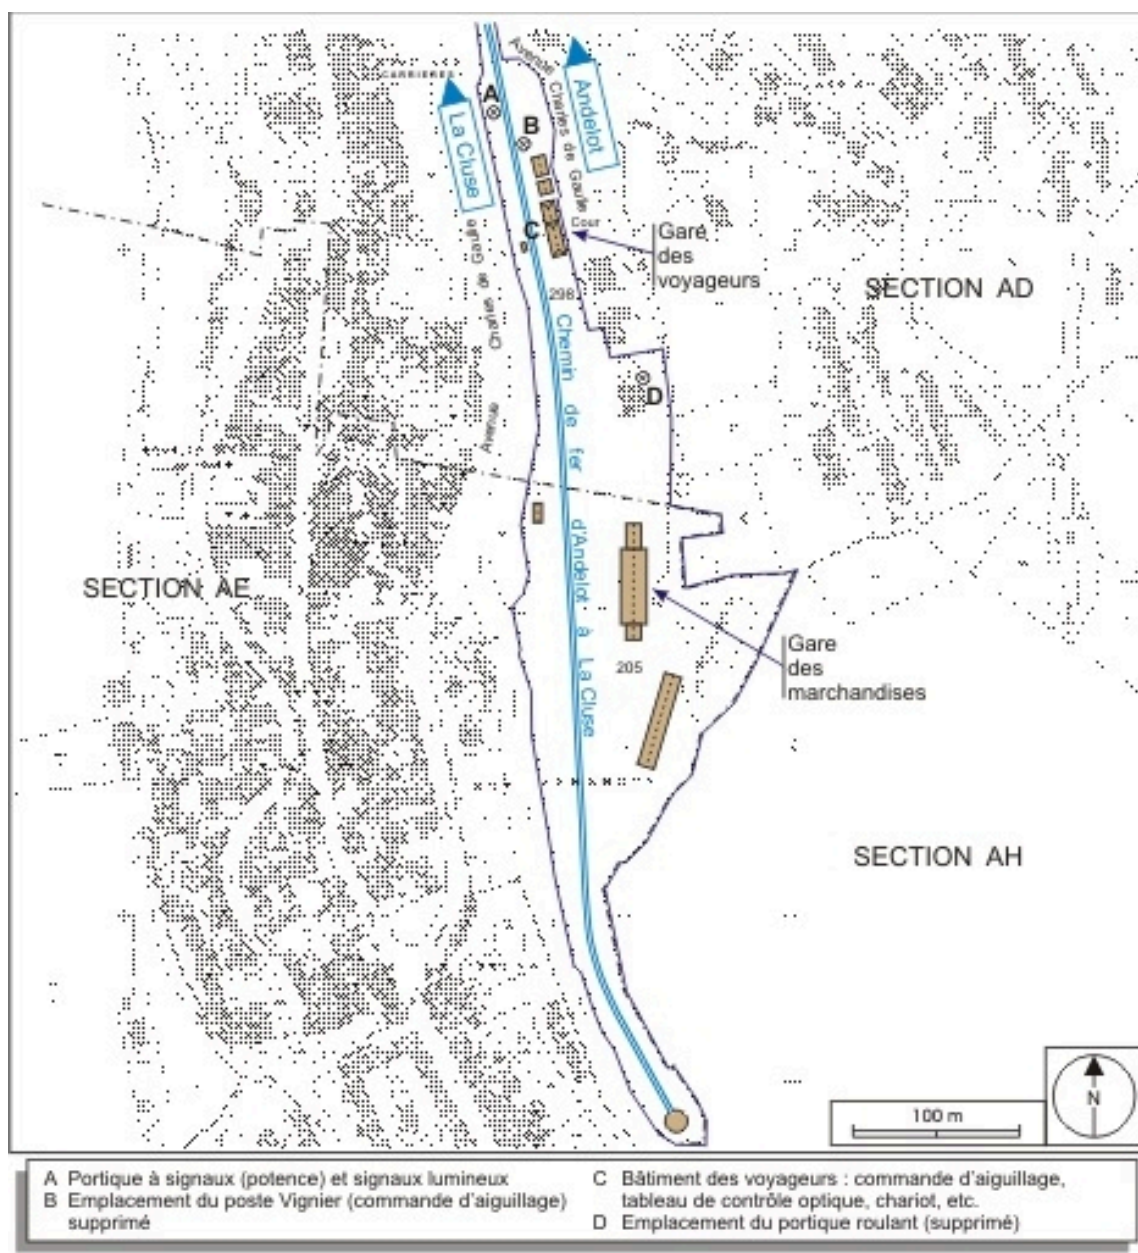 CARRIERES
A
B
C
D
La Cluse
Andelot
Avenue Charles de Gaulle
Cour
Avenue Charles de Gaulle
Gare
des
voyageurs
298
SECTION AD
Chemin de fer d'Andelot à La Cluse
SECTION AE
205
Gare
des
marchandises
SECTION AH
100 m
N
A Portique à signaux (potence) et signaux lumineux
B Emplacement du poste Vignier (commande d'aiguillage)
supprimé
C Bâtiment des voyageurs : commande d'aiguillage,
tableau de contrôle optique, chariot, etc.
D Emplacement du portique roulant (supprimé)